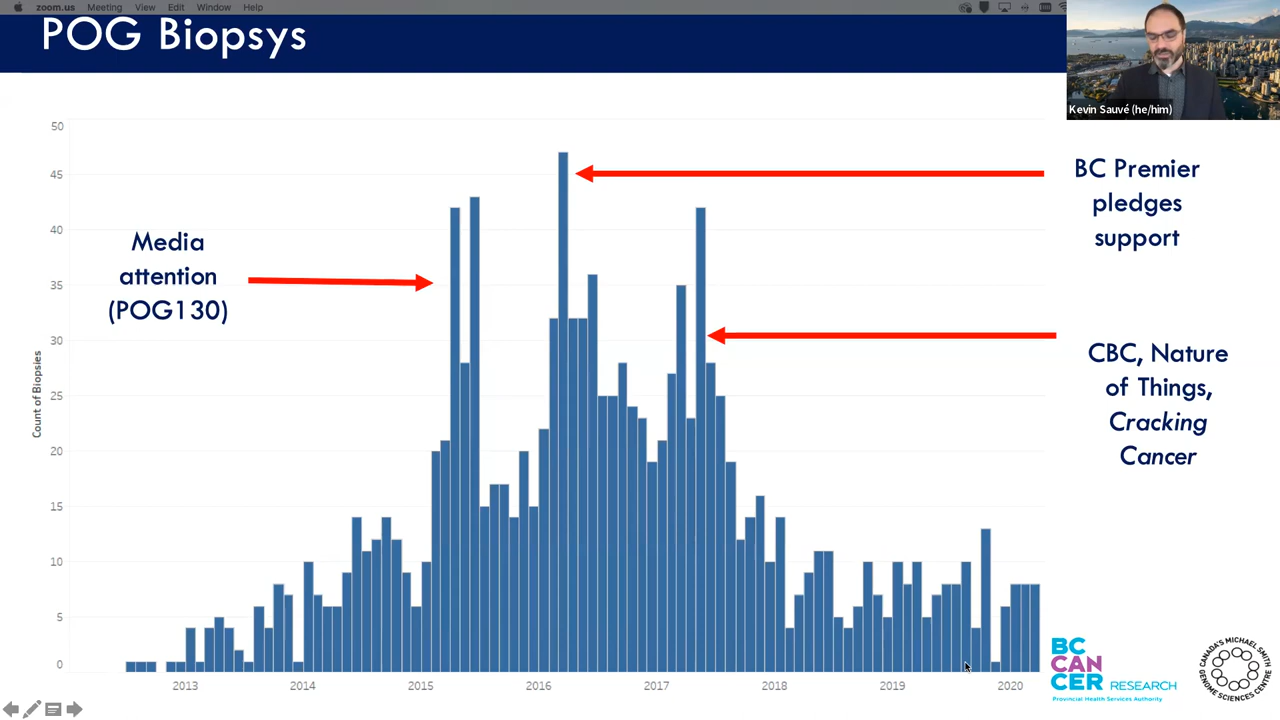 zoom.us Meeting View Edit Window Help
POG Biopsys
Kevin Sauvé (he/him)
50
45
40
35
30
25
20
15
10
5
0
Count of Biopsies
2013 2014 2015 2016 2017 2018 2019 2020
Media
attention
(POG130)
BC Premier
pledges
support
CBC, Nature
of Things,
Cracking
Cancer
BC
CAN
CER RESEARCH
Provincial Health Services Authority
CANADA'S MICHAEL SMITH
GENOME SCIENCES CENTRE